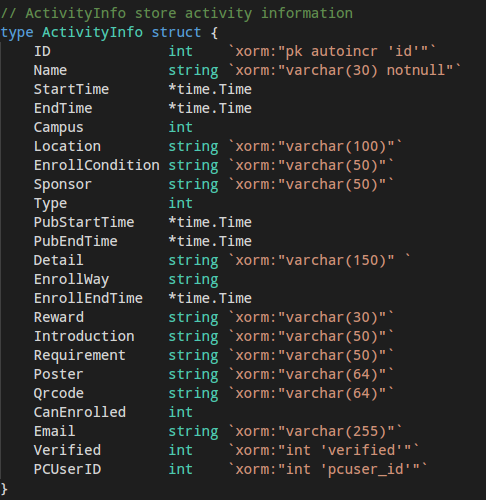 // ActivityInfo store activity information
type ActivityInfo struct {
    ID              int    `xorm:"pk autoincr 'id'"`
    Name            string `xorm:"varchar(30) notnull"`
    StartTime       *time.Time
    EndTime         *time.Time
    Campus          int
    Location        string `xorm:"varchar(100)"`
    EnrollCondition string `xorm:"varchar(50)"`
    Sponsor         string `xorm:"varchar(50)"`
    Type            int
    PubStartTime    *time.Time
    PubEndTime      *time.Time
    Detail          string `xorm:"varchar(150)" `
    EnrollWay       string
    EnrollEndTime   *time.Time
    Reward          string `xorm:"varchar(30)"`
    Introduction    string `xorm:"varchar(50)"`
    Requirement     string `xorm:"varchar(50)"`
    Poster          string `xorm:"varchar(64)"`
    Qrcode          string `xorm:"varchar(64)"`
    CanEnrolled     int
    Email           string `xorm:"varchar(255)"`
    Verified        int    `xorm:"int 'verified'"`
    PCUserID        int    `xorm:"int 'pcuser_id'"`
}